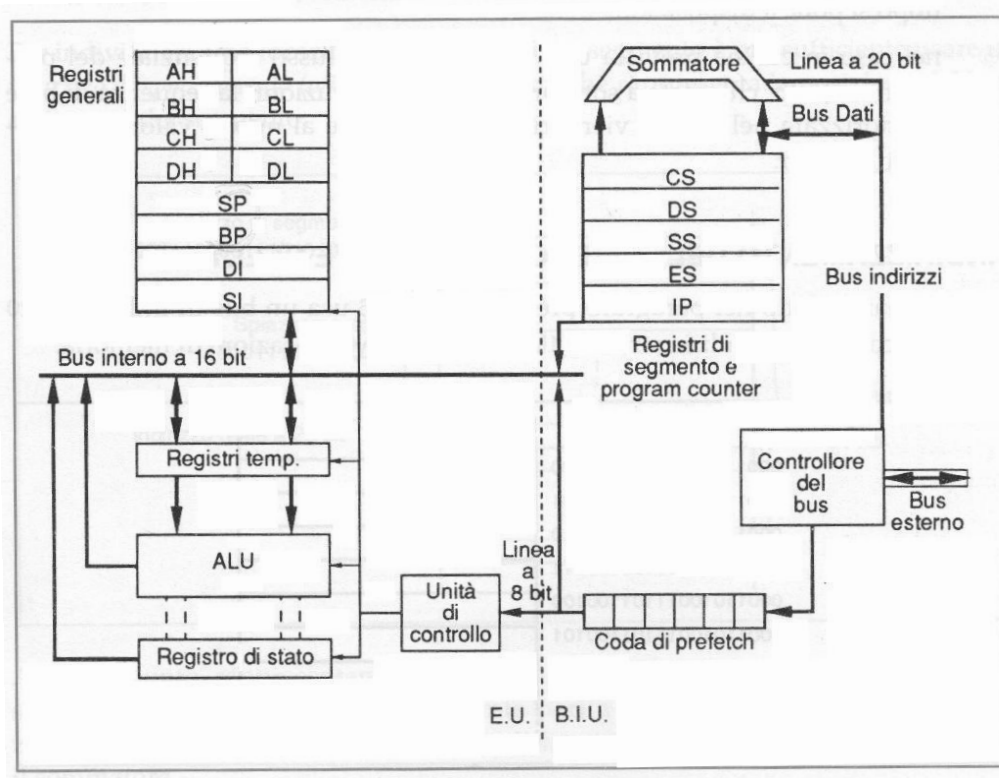 Registri
generali
AH AL
BH BL
CH CL
DH DL
SP
BP
DI
SI
Bus interno a 16 bit
Registri temp.
ALU
Registro di stato
Unità
di
controllo
Linea
a
8 bit
E.U.
B.I.U.
Sommatore
Linea a 20 bit
Bus Dati
CS
DS
SS
ES
IP
Registri di
segmento e
program counter
Bus indirizzi
Controllore
del
bus
Bus
esterno
Coda di prefetch